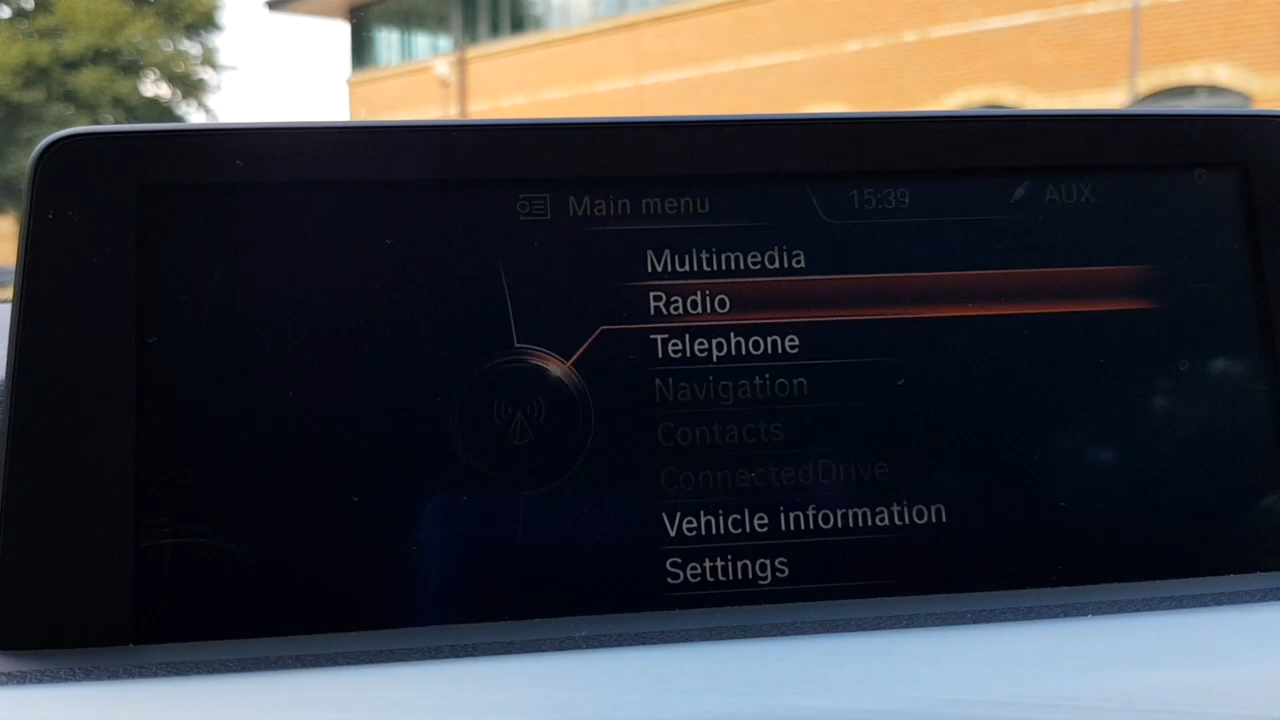 Main menu
15:39
AUX
Multimedia
Radio
Telephone
Navigation
Contacts
ConnectedDrive
Vehicle information
Settings